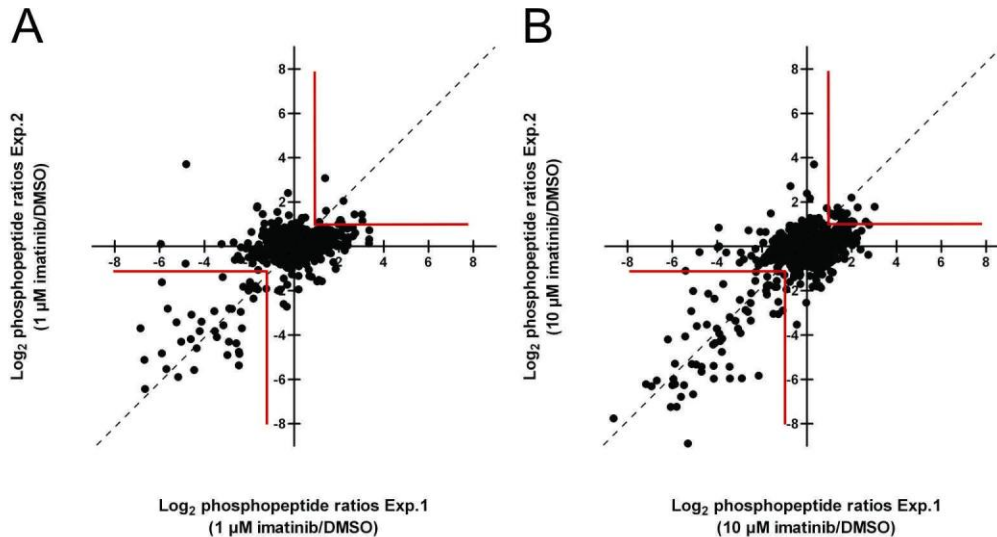 A
B
Log2 phosphopeptide ratios Exp.2
(1 µM imatinib/DMSO)
8
6
4
2
-8 -6 -4 2 4 6 8
-2
-4
-6
-8
Log2 phosphopeptide ratios Exp.1
(1 µM imatinib/DMSO)
Log2 phosphopeptide ratios Exp.2
(10 µM imatinib/DMSO)
8
6
4
2
-8 -6 -4 2 4 6 8
-2
-4
-6
-8
Log2 phosphopeptide ratios Exp.1
(10 µM imatinib/DMSO)